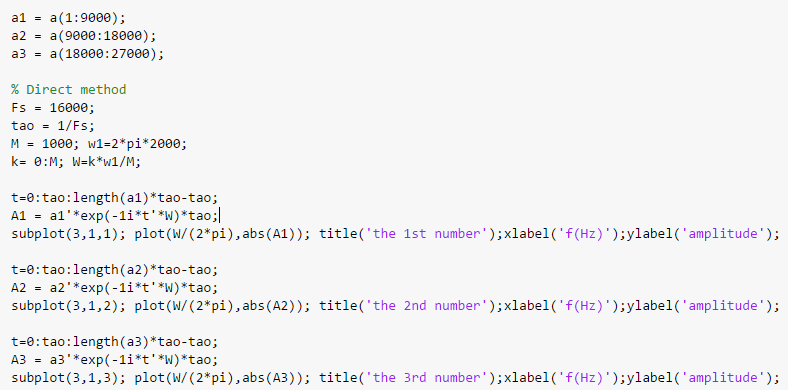 a1 = a(1:9000);
a2 = a(9000:18000);
a3 = a(18000:27000);
% Direct method
Fs = 16000;
tao = 1/Fs;
M = 1000; w1=2*pi*2000;
k= 0:M; W=k*w1/M;
t=0:tao:length(a1)*tao-tao;
A1 = a1'*exp(-1i*t'*W)*tao;
subplot(3,1,1); plot(W/(2*pi),abs(A1)); title('the 1st number');xlabel('f(Hz)');ylabel('amplitude');
t=0:tao:length(a2)*tao-tao;
A2 = a2'*exp(-1i*t'*W)*tao;
subplot(3,1,2); plot(W/(2*pi),abs(A2)); title('the 2nd number');xlabel('f(Hz)');ylabel('amplitude');
t=0:tao:length(a3)*tao-tao;
A3 = a3'*exp(-1i*t'*W)*tao;
subplot(3,1,3); plot(W/(2*pi),abs(A3)); title('the 3rd number');xlabel('f(Hz)');ylabel('amplitude');